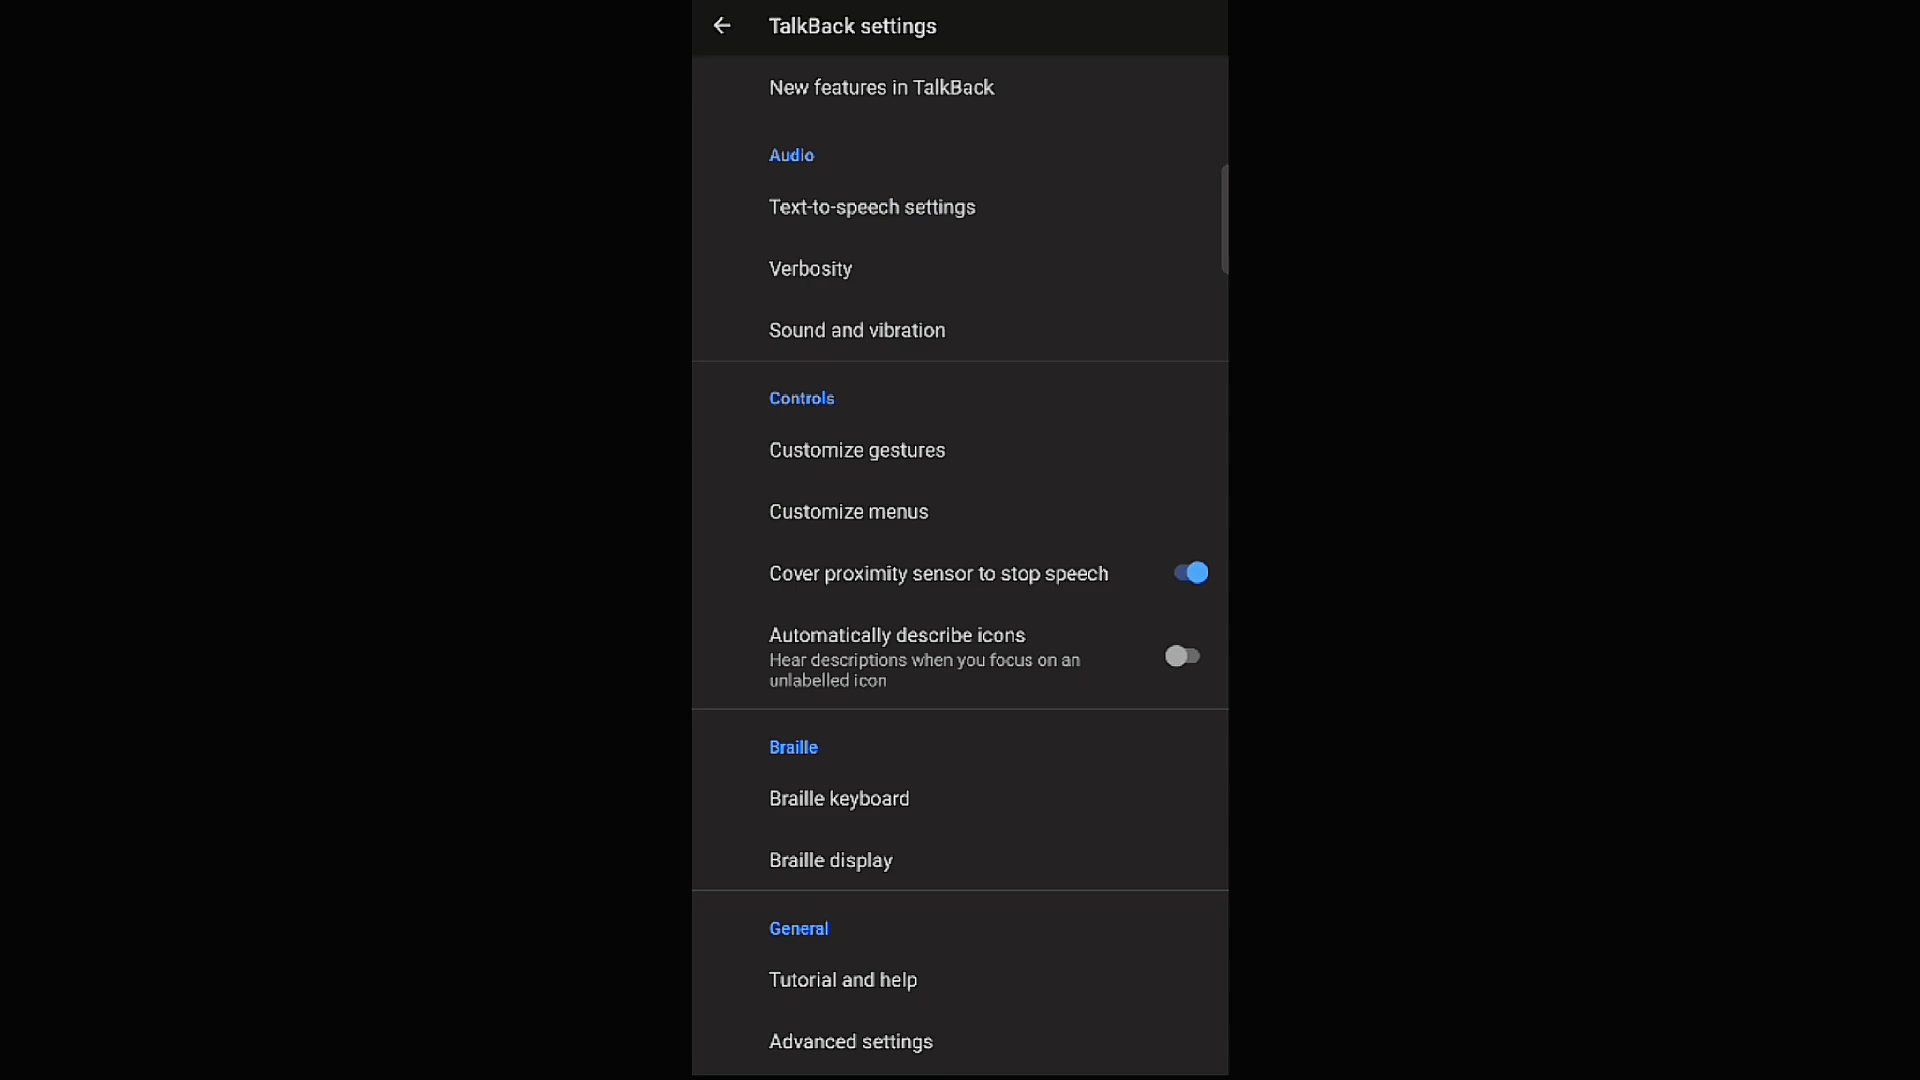 TalkBack settings
New features in TalkBack
Audio
Text-to-speech settings
Verbosity
Sound and vibration
Controls
Customize gestures
Customize menus
Cover proximity sensor to stop speech
Automatically describe icons
Hear descriptions when you focus on an
unlabelled icon
Braille
Braille keyboard
Braille display
General
Tutorial and help
Advanced settings